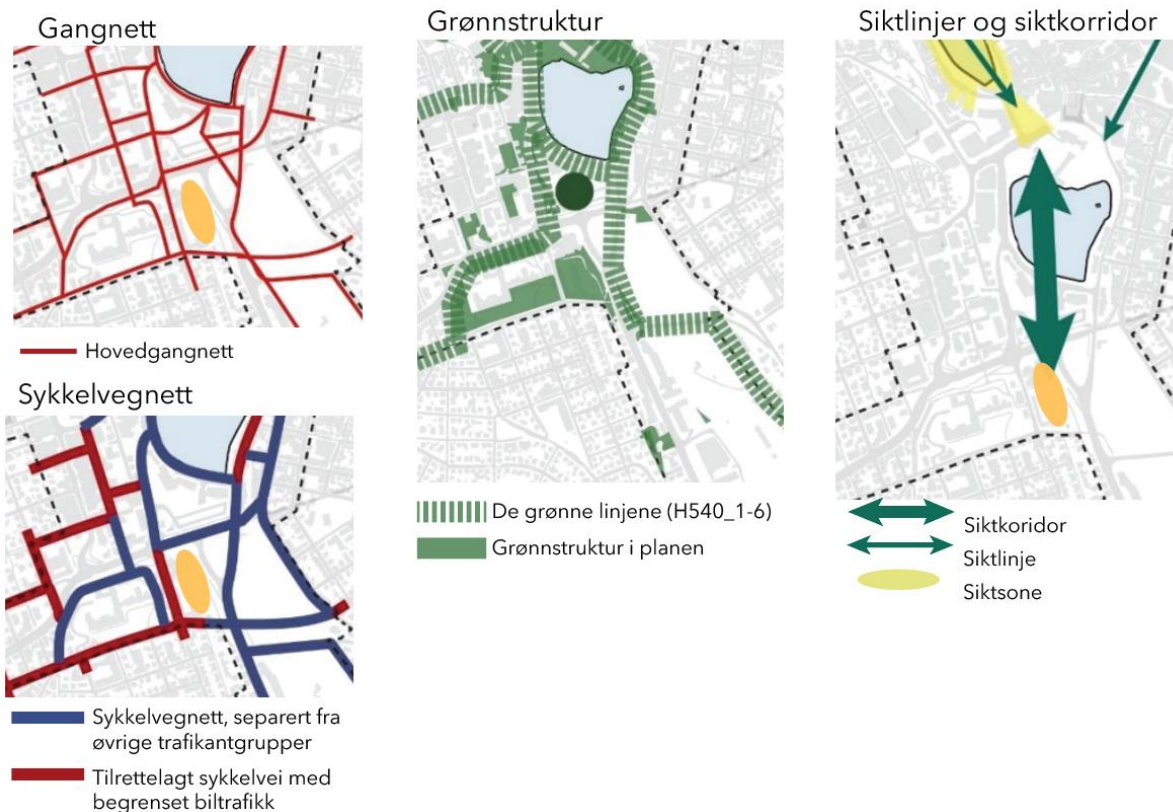 Gangnett
Hovedgangnett
Sykkelvegnett
Sykkelvegnett, separert fra
øvrige trafikantgrupper
Tilrettelagt sykkelvei med
begrenset biltrafikk
Grønnstruktur
De grønne linjene (H540_1-6)
Grønnstruktur i planen
Siktlinjer og siktkorridor
Siktkoridor
Siktlinje
Siktsone